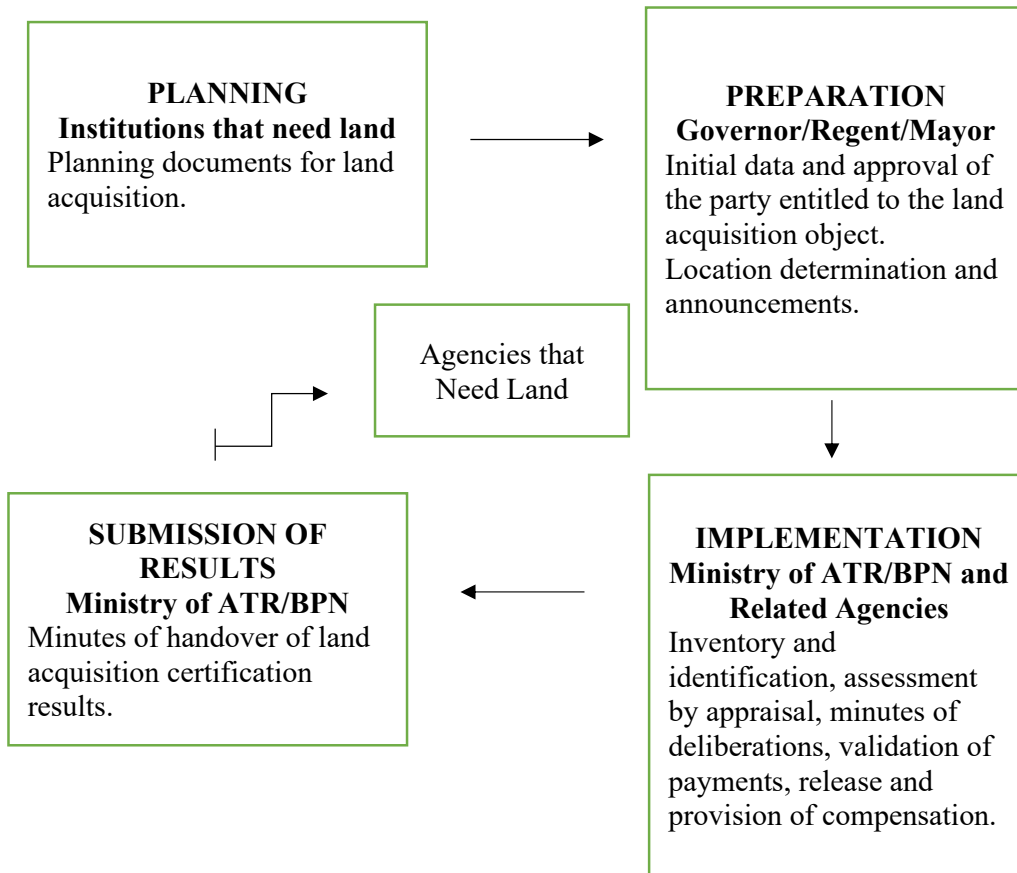 PLANNING
Institutions that need land
Planning documents for land
acquisition.
PREPARATION
Governor/Regent/Mayor
Initial data and approval of
the party entitled to the land
acquisition object.
Location determination and
announcements.
Agencies that
Need Land
SUBMISSION OF
RESULTS
Ministry of ATR/BPN
Minutes of handover of land
acquisition certification
results.
IMPLEMENTATION
Ministry of ATR/BPN and
Related Agencies
Inventory and
identification, assessment
by appraisal, minutes of
deliberations, validation of
payments, release and
provision of compensation.